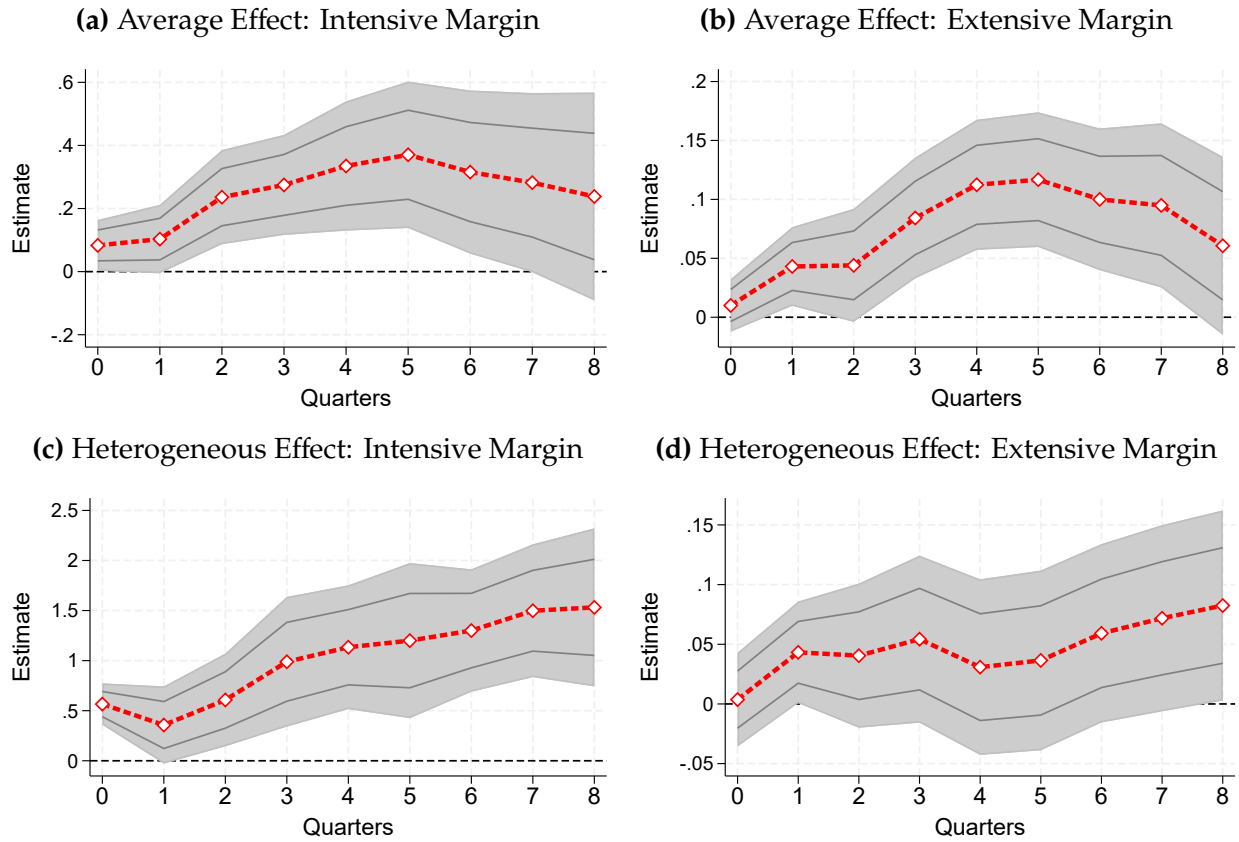 (a) Average Effect: Intensive Margin
.6
.4
.2
0
-.2
Estimate
0 1 2 3 4 5 6 7 8
Quarters
(b) Average Effect: Extensive Margin
.2
.15
.1
.05
0
Estimate
0 1 2 3 4 5 6 7 8
Quarters
(c) Heterogeneous Effect: Intensive Margin
2.5
2
1.5
1
.5
0
Estimate
0 1 2 3 4 5 6 7 8
Quarters
(d) Heterogeneous Effect: Extensive Margin
.15
.1
.05
0
-.05
Estimate
0 1 2 3 4 5 6 7 8
Quarters